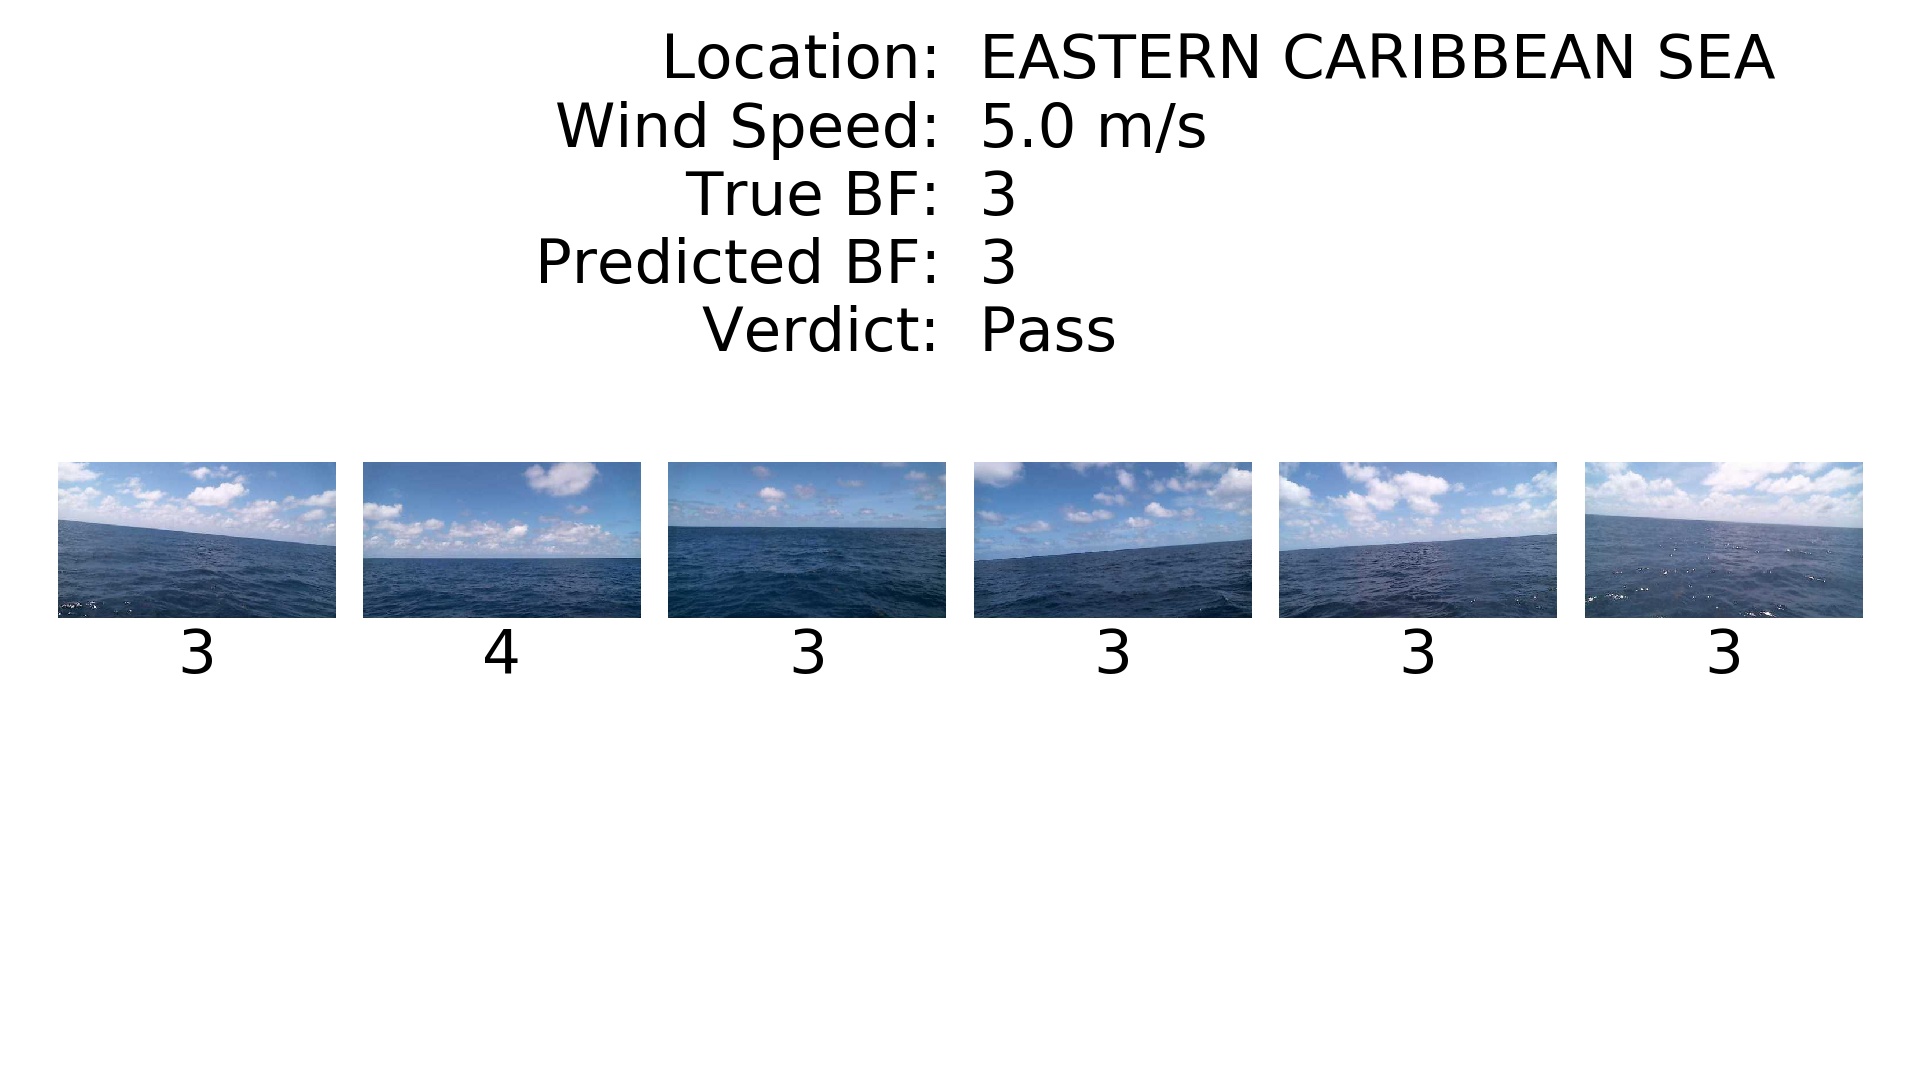 Location: EASTERN CARIBBEAN SEA
Wind Speed: 5.0 m/s
True BF: 3
Predicted BF: 3
Verdict: Pass
3 4 3 3 3 3